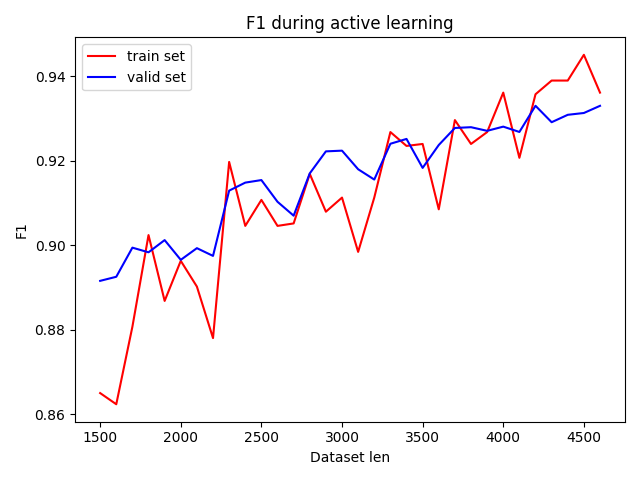 F1 during active learning
train set
valid set
0.94
0.92
0.90
0.88
0.86
F1
1500 2000 2500 3000 3500 4000 4500
Dataset len